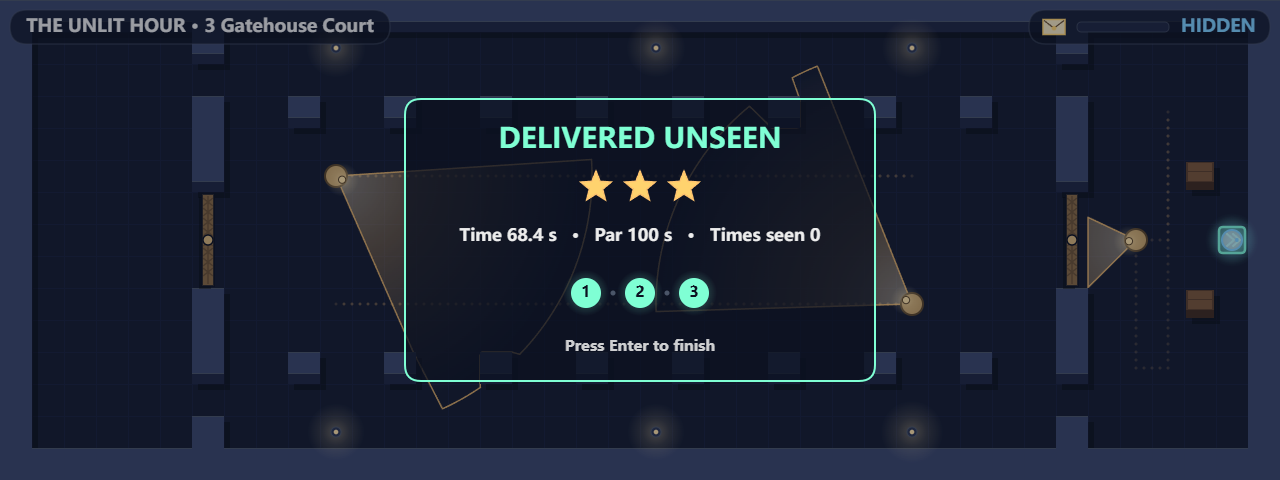 THE UNLIT HOUR • 3 Gatehouse Court
HIDDEN
DELIVERED UNSEEN
Time 68.4 s • Par 100 s • Times seen 0
1 • 2 • 3
Press Enter to finish